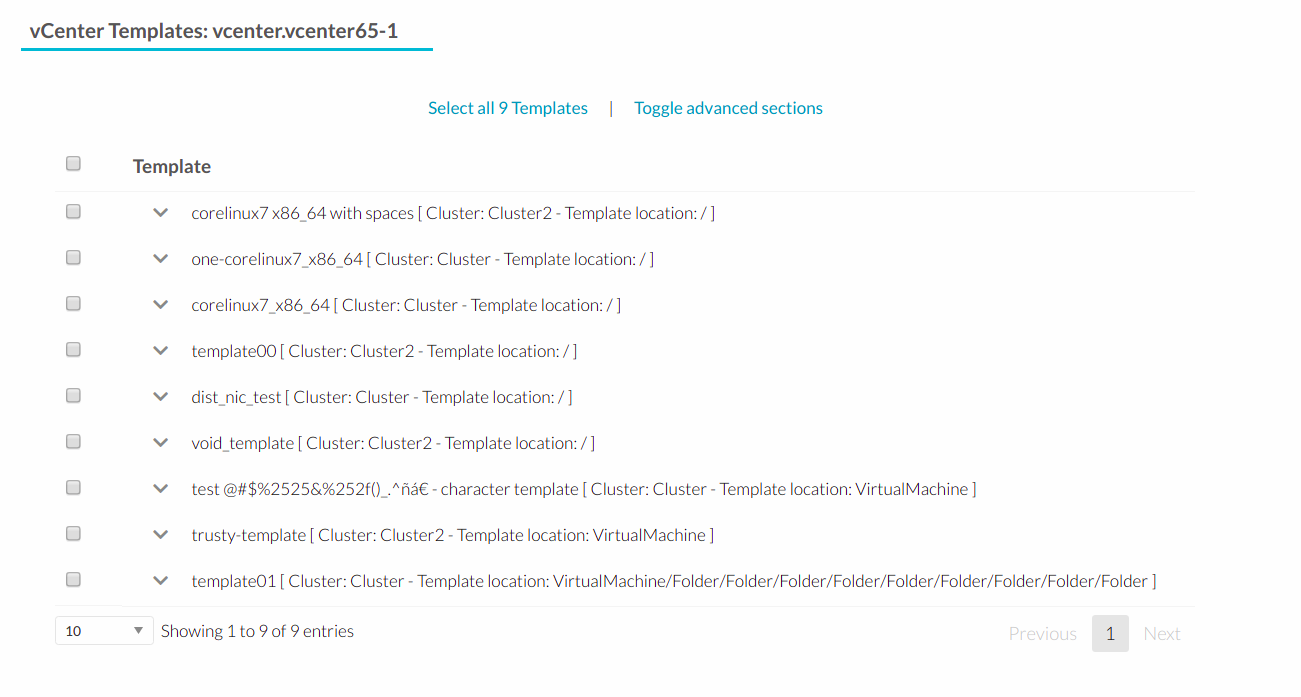 vCenter Templates: vcenter.vcenter65-1
Select all 9 Templates | Toggle advanced sections
Template
corelinux7 x86_64 with spaces [ Cluster: Cluster2 - Template location: / ]
one-corelinux7_x86_64 [ Cluster: Cluster - Template location: / ]
corelinux7_x86_64 [ Cluster: Cluster - Template location: / ]
template00 [ Cluster: Cluster2 - Template location: / ]
dist_nic_test [ Cluster: Cluster - Template location: / ]
void_template [ Cluster: Cluster2 - Template location: / ]
test @#$%2525&%252f()_.^ñá€ - character template [ Cluster: Cluster - Template location: VirtualMachine ]
trusty-template [ Cluster: Cluster2 - Template location: VirtualMachine ]
template01 [ Cluster: Cluster - Template location: VirtualMachine/Folder/Folder/Folder/Folder/Folder/Folder/Folder/Folder/Folder ]
10 Showing 1 to 9 of 9 entries Previous 1 Next